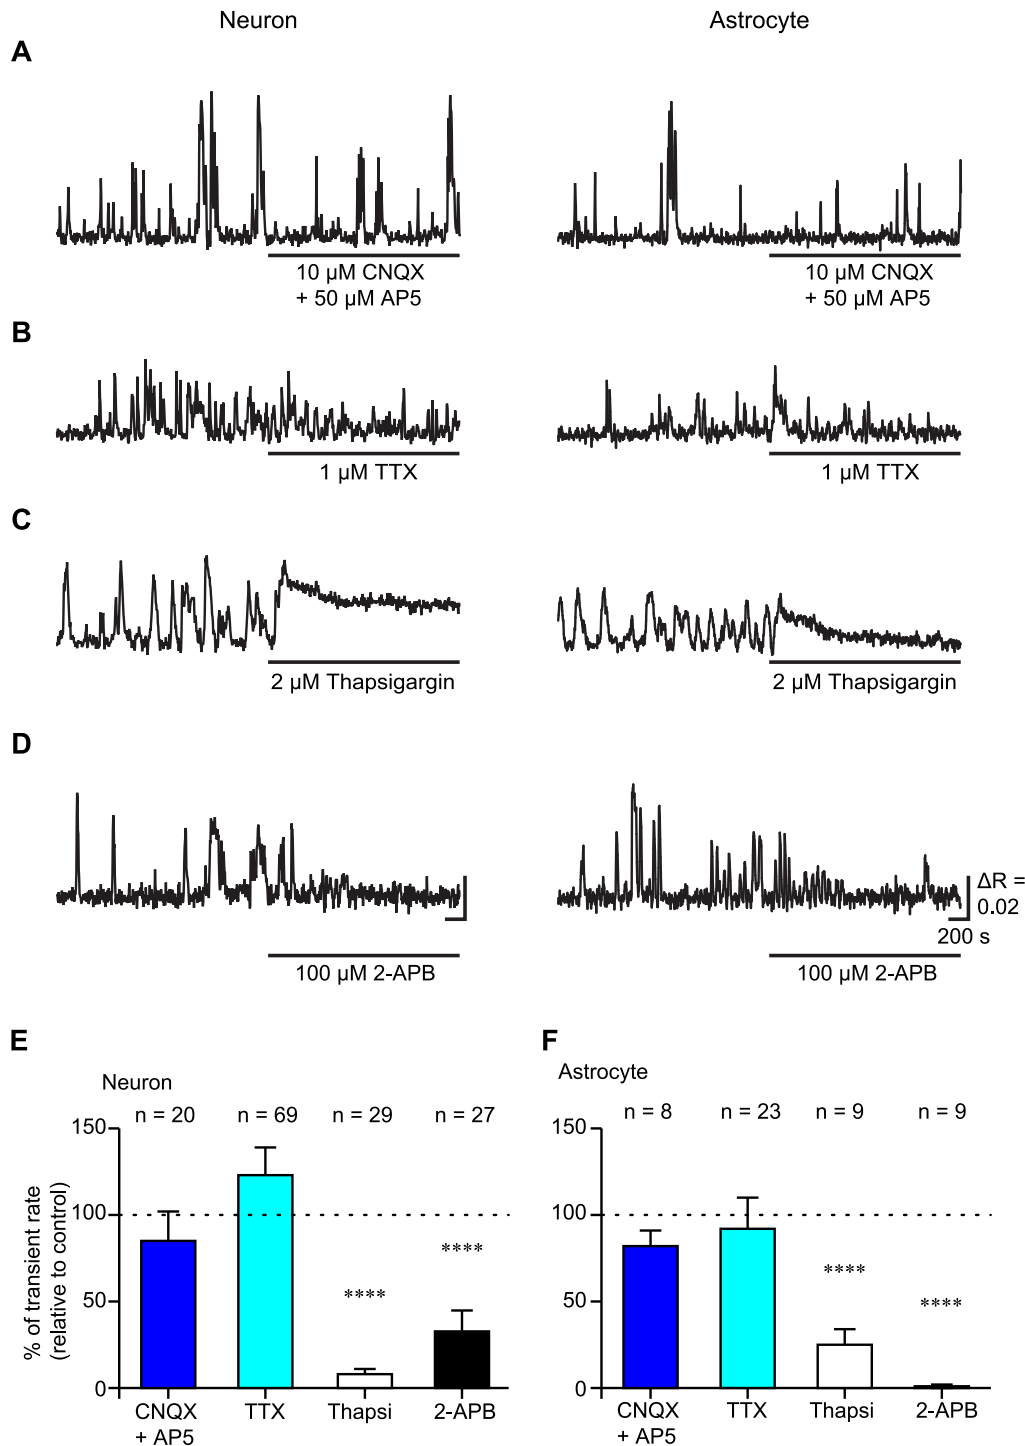 Neuron
Astrocyte
A
10 µM CNQX
+ 50 µM AP5
10 µM CNQX
+ 50 µM AP5
B
1 µM TTX
1 µM TTX
C
2 µM Thapsigargin
2 µM Thapsigargin
D
ΔR =
0.02
200 s
100 µM 2-APB
100 µM 2-APB
E
Neuron
n = 20
n = 69
n = 29
n = 27
% of transient rate
(relative to control)
150
100
50
0
****
****
CNQX
+ AP5
TTX
Thapsi
2-APB
F
Astrocyte
n = 8
n = 23
n = 9
n = 9
150
100
50
0
****
****
CNQX
+ AP5
TTX
Thapsi
2-APB